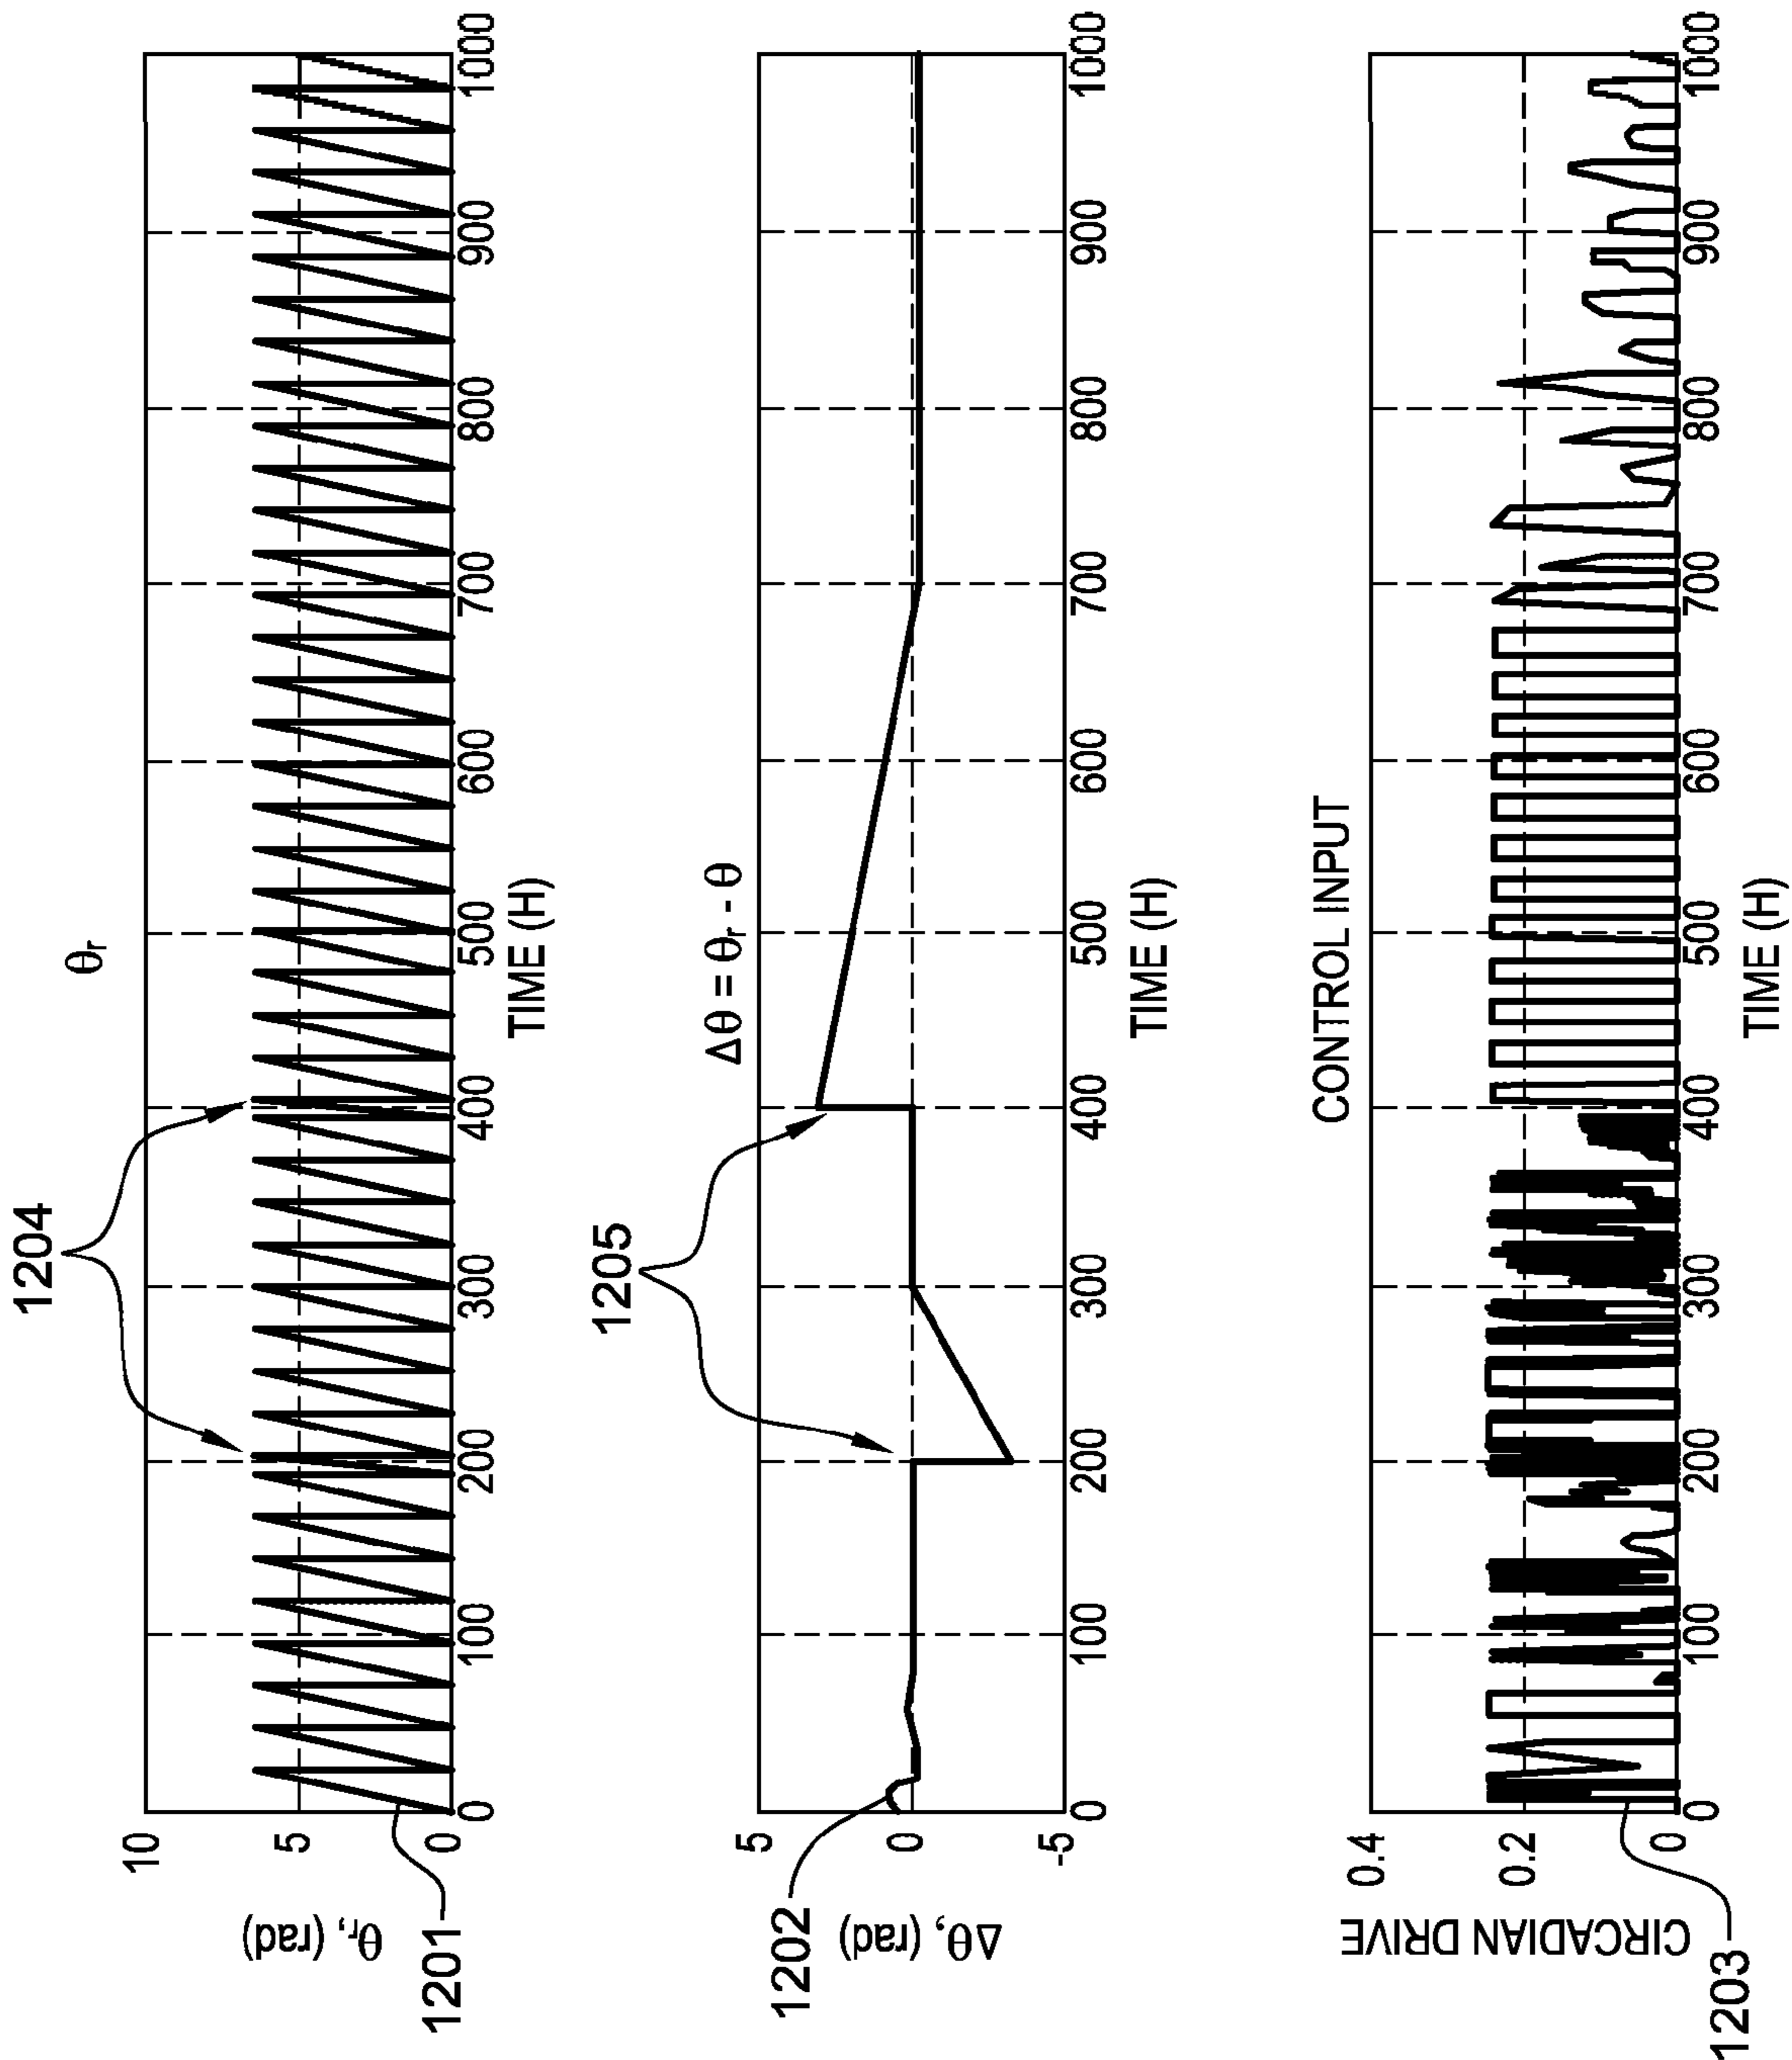 1204
θr
10
5
0
θr, (rad)
1201
0 100 200 300 400 500 600 700 800 900 1000
TIME (H)
1205
Δθ = θr - θ
5
0
-5
Δθ, (rad)
1202
0 100 200 300 400 500 600 700 800 900 1000
TIME (H)
CONTROL INPUT
0.4
0.2
0
CIRCADIAN DRIVE
1203
0 100 200 300 400 500 600 700 800 900 1000
TIME (H)